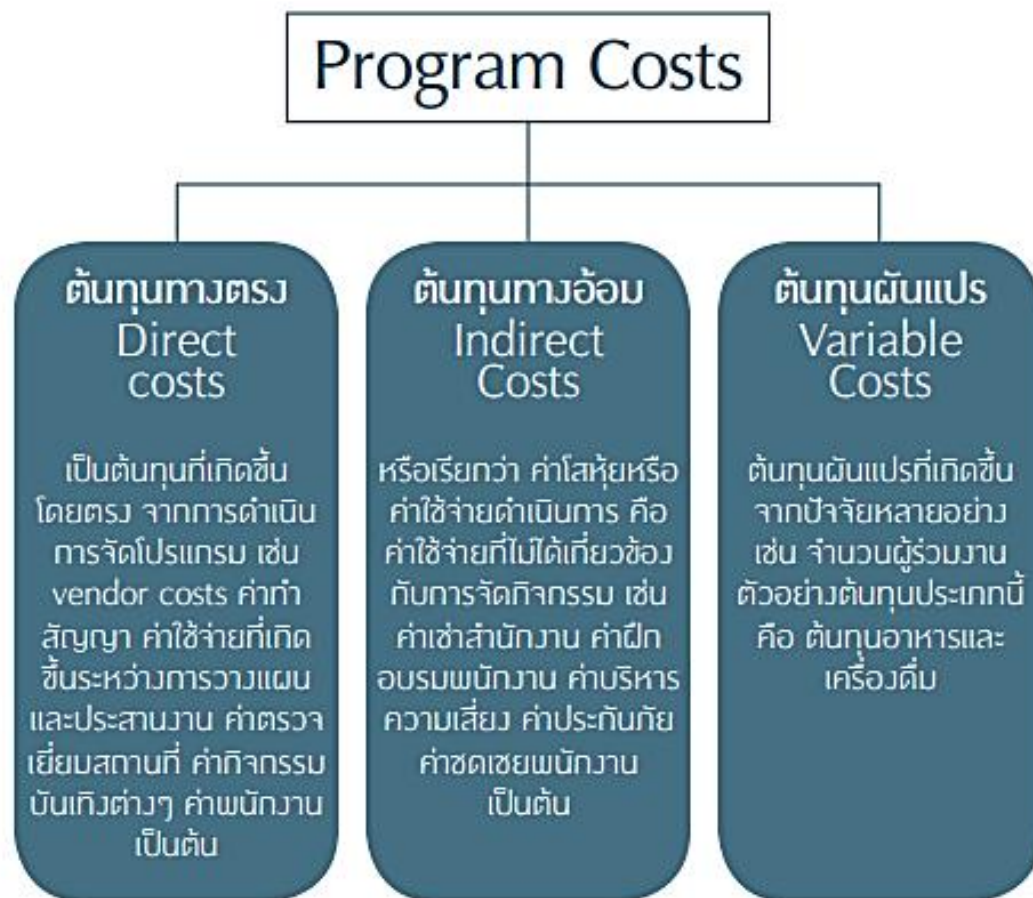 Program Costs
ต้นทุนทางตรง
Direct
costs
เป็นต้นทุนที่เกิดขึ้น
โดยตรง จากการดำเนิน
การจัดโปรแกรม เช่น
vendor costs ค่าทำ
สัญญา ค่าใช้จ่ายที่เกิด
ขึ้นระหว่างการวางแผน
และประสานงาน ค่าตรวจ
เยี่ยมสถานที่ ค่ากิจกรรม
บันเทิงต่างๆ ค่าพนักงาน
เป็นต้น
ต้นทุนทางอ้อม
Indirect
Costs
หรือเรียกว่า ค่าโสหุ้ยหรือ
ค่าใช้จ่ายดำเนินการ คือ
ค่าใช้จ่ายที่ไม่ได้เกี่ยวข้อง
กับการจัดกิจกรรม เช่น
ค่าเช่าสำนักงาน ค่าฝึก
อบรมพนักงาน ค่าบริหาร
ความเสี่ยง ค่าประกันภัย
ค่าชดเชยพนักงาน
เป็นต้น
ต้นทุนผันแปร
Variable
Costs
ต้นทุนผันแปรที่เกิดขึ้น
จากปัจจัยหลายอย่าง
เช่น จำนวนผู้ร่วมงาน
ตัวอย่างต้นทุนประเภทนี้
คือ ต้นทุนอาหารและ
เครื่องดื่ม